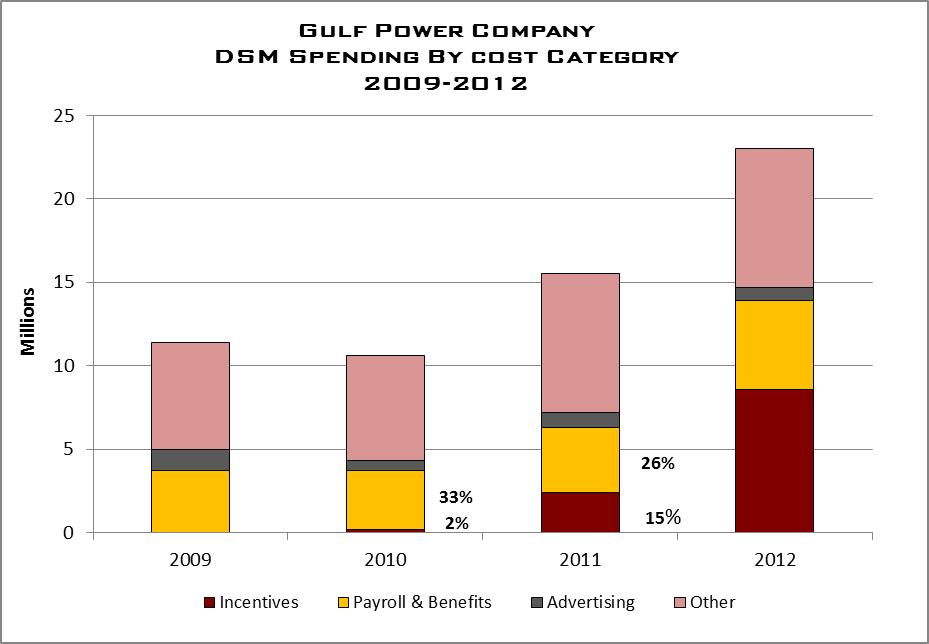 Gulf Power Company
DSM Spending By cost Category
2009-2012
25
20
15
10
5
0
Millions
26%
33%
15%
2%
2009 2010 2011 2012
Incentives Payroll & Benefits Advertising Other